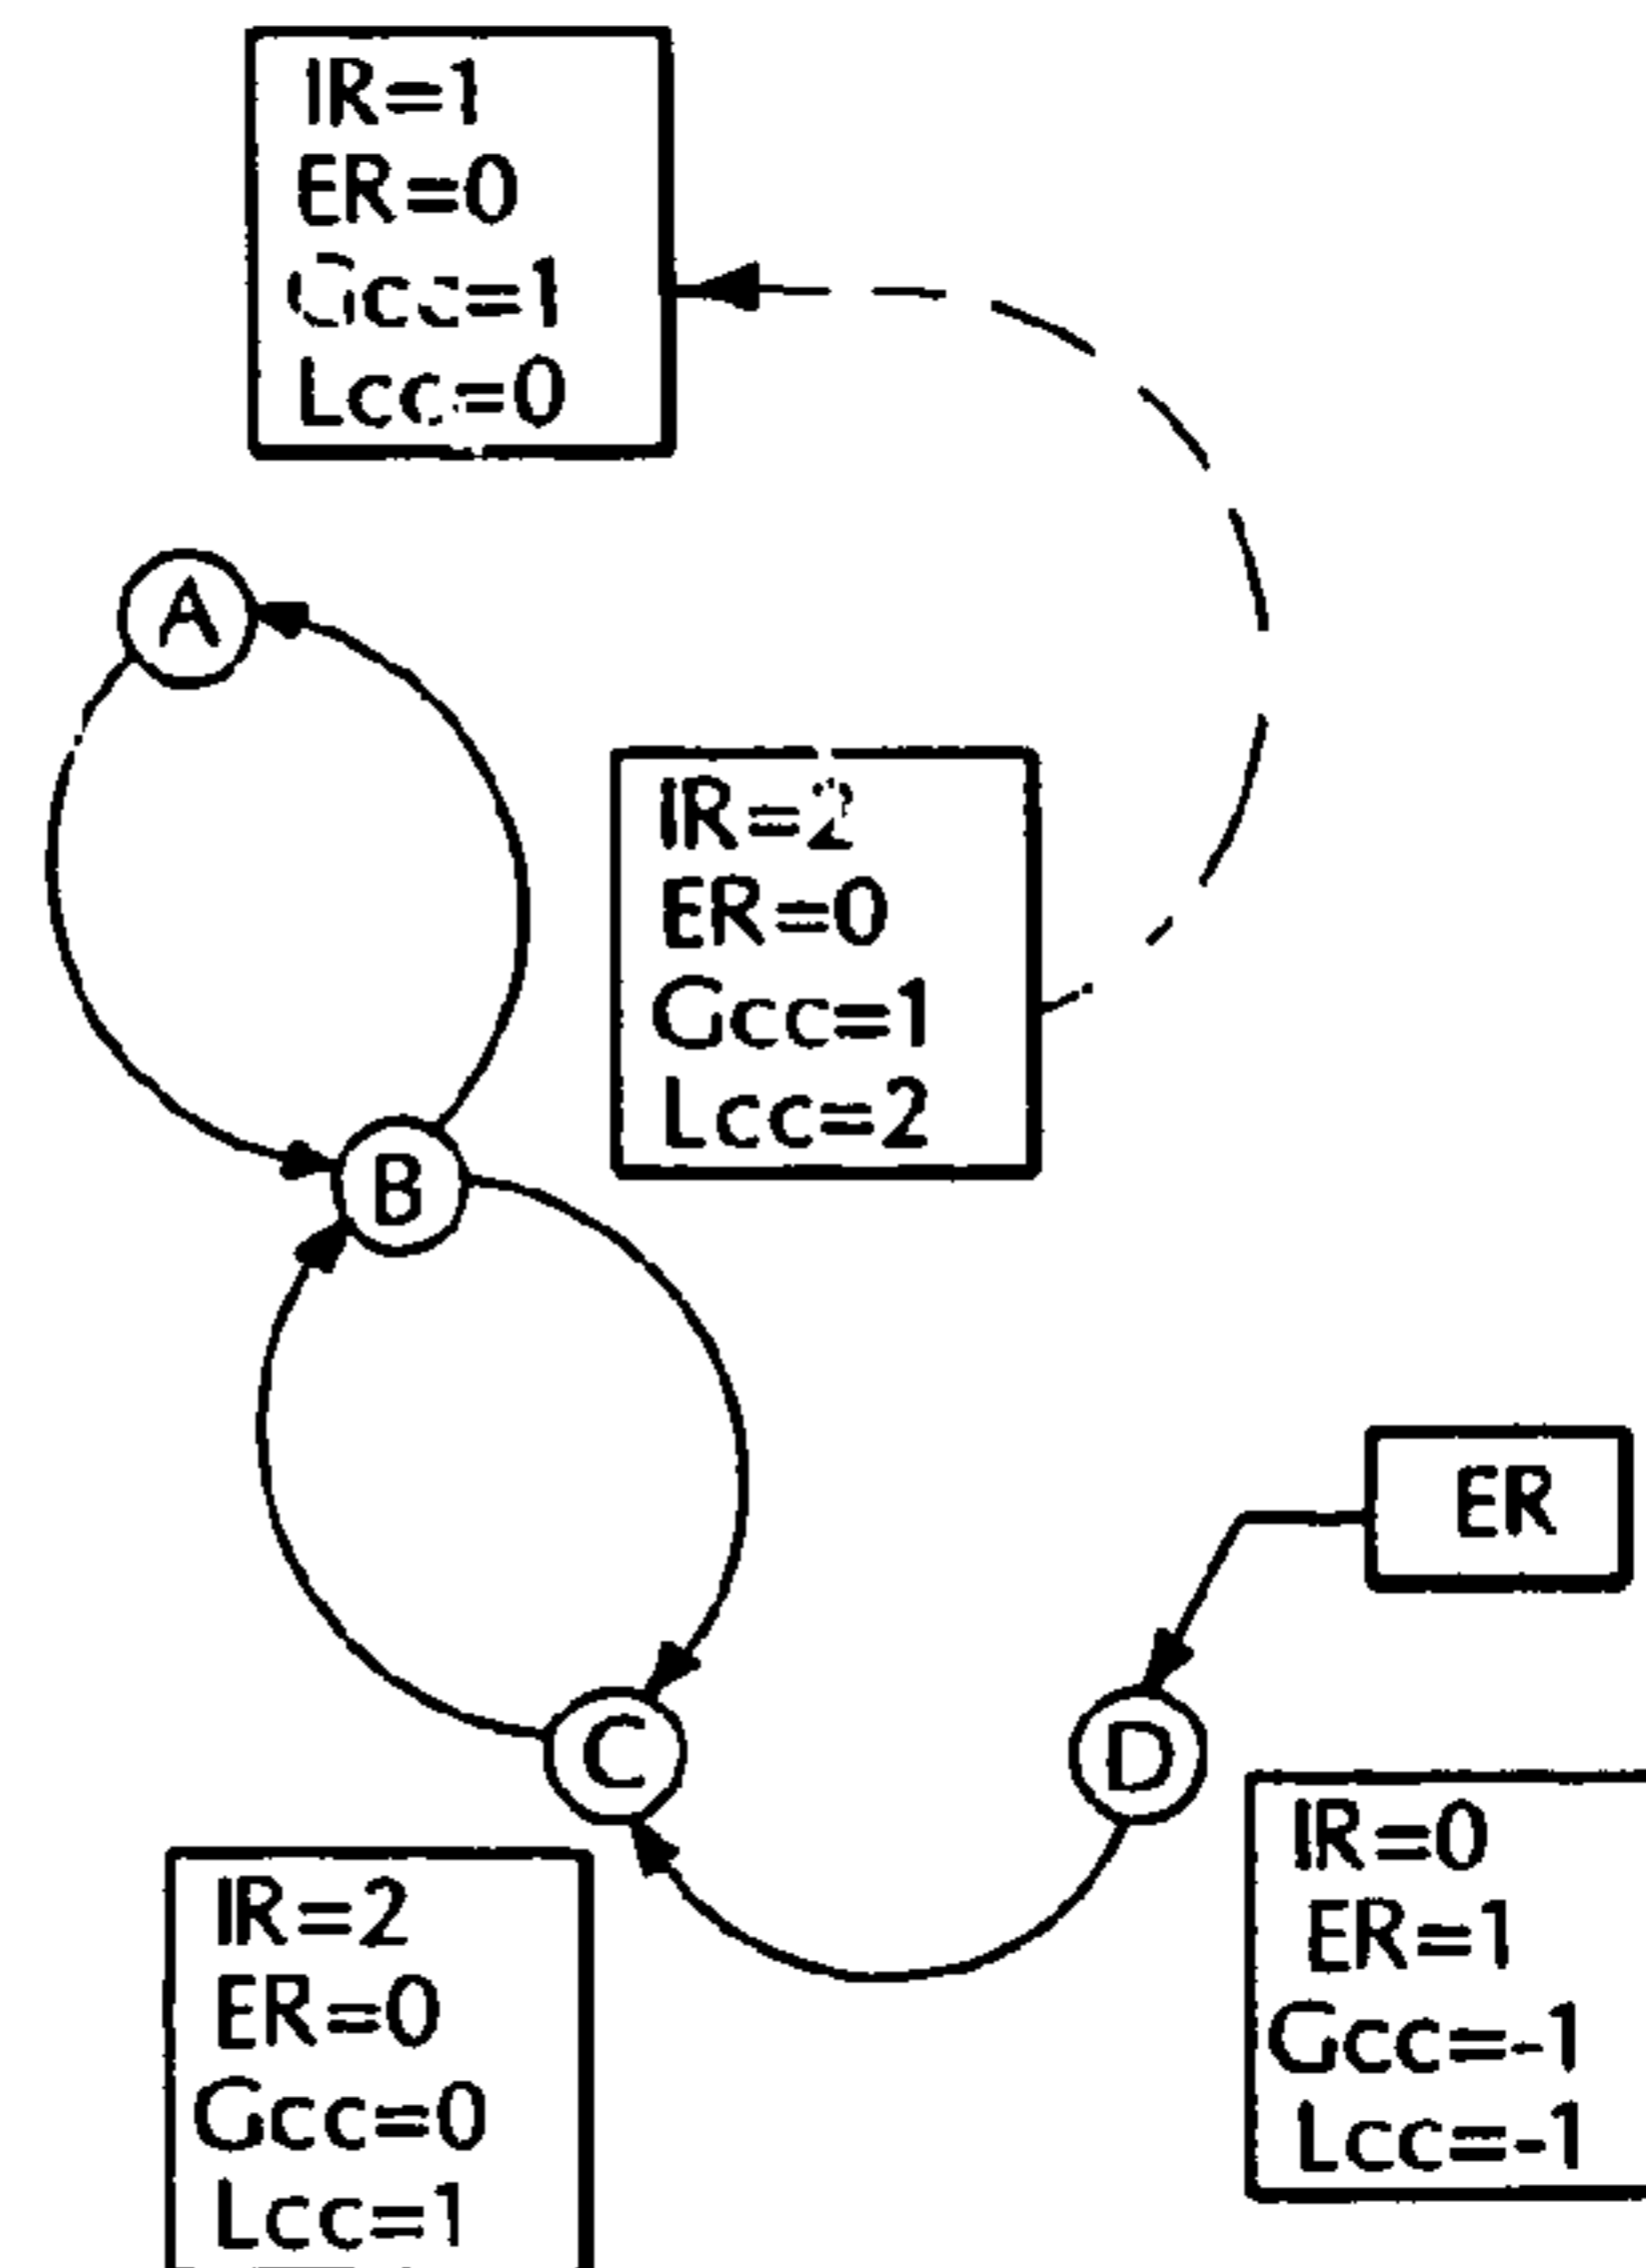 IR=1
ER=0
Gcc=1
Lcc=0
A
IR=2
ER=0
Gcc=1
Lcc=2
B
ER
C
D
IR=2
ER=0
Gcc=0
Lcc=1
IR=0
ER=1
Gcc=-1
Lcc=-1